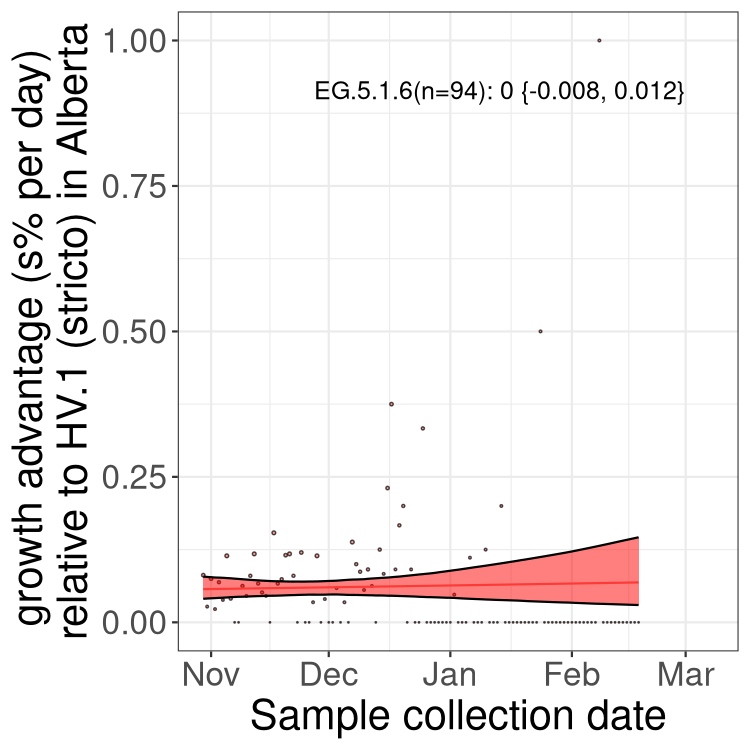 growth advantage (s% per day)
relative to HV.1 (stricto) in Alberta
1.00
0.75
0.50
0.25
0.00
EG.5.1.6(n=94): 0 {-0.008, 0.012}
Nov Dec Jan Feb Mar
Sample collection date